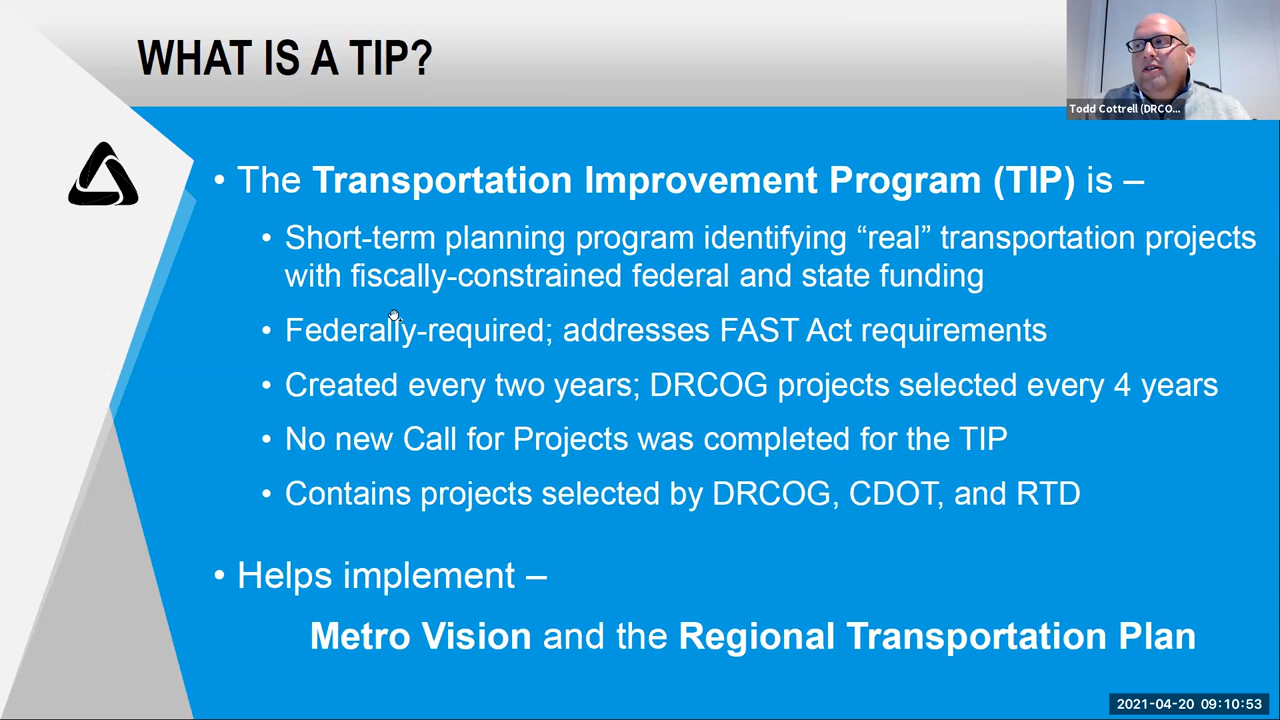 WHAT IS A TIP?
Todd Cottrell (DRCO...
• The Transportation Improvement Program (TIP) is –
• Short-term planning program identifying “real” transportation projects
with fiscally-constrained federal and state funding
• Federally-required; addresses FAST Act requirements
• Created every two years; DRCOG projects selected every 4 years
• No new Call for Projects was completed for the TIP
• Contains projects selected by DRCOG, CDOT, and RTD
• Helps implement –
Metro Vision and the Regional Transportation Plan
2021-04-20 09:10:53